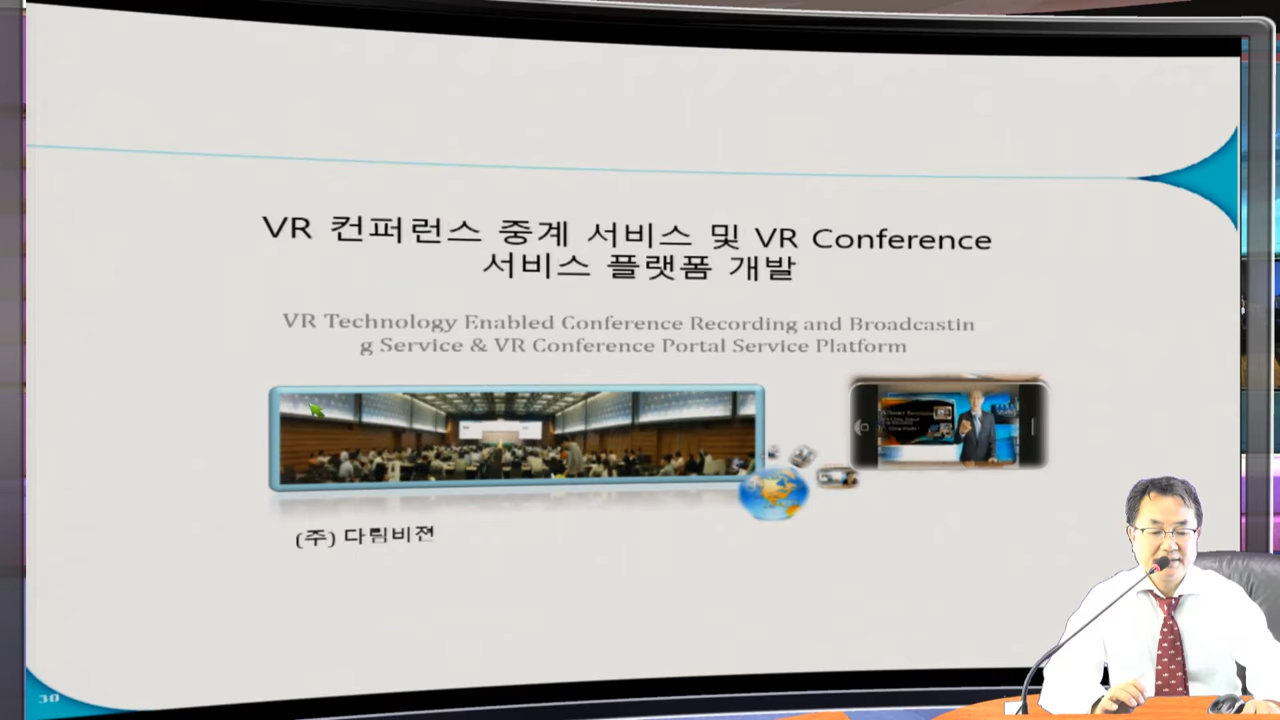 VR 컨퍼런스 중계 서비스 및 VR Conference
서비스 플랫폼 개발
VR Technology Enabled Conference Recording and Broadcastin
g Service & VR Conference Portal Service Platform
(주) 다림비젼
30